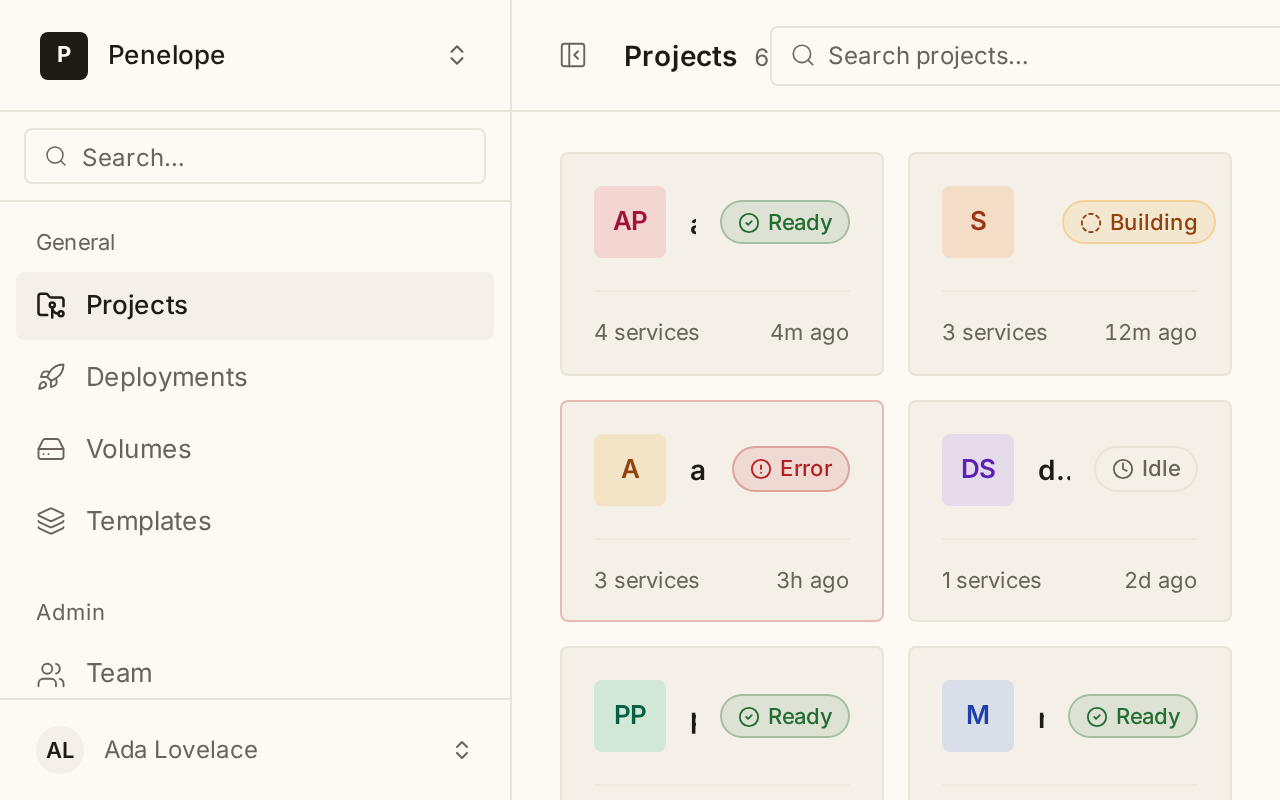 P Penelope
Search...
General
Projects
Deployments
Volumes
Templates
Admin
Team
AL Ada Lovelace
Projects 6
Search projects...
AP Ready
4 services 4m ago
S Building
3 services 12m ago
A a Error
3 services 3h ago
DS d.. Idle
1 services 2d ago
PP Ready
M Ready